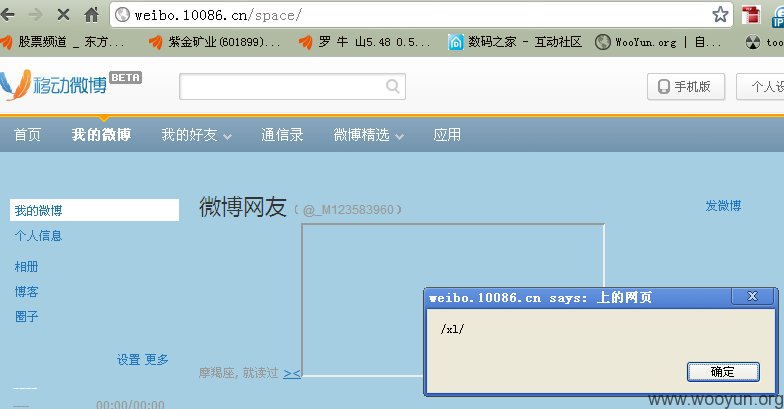 weibo.10086.cn/space/
股票频道 _ 东方... 紫金矿业(601899)... 罗 牛 山5.48 0.5... 数码之家 - 互动社区 WooYun.org | 自... too
移动微博 BETA
手机版 个人设
首页 我的微博 我的好友 通信录 微博精选 应用
我的微博
个人信息
相册
博客
圈子
设置 更多
00:00/00:00
微博网友 ( @_M123583960 )
发微博
摩羯座, 就读过 ><
weibo.10086.cn says: 上的网页
/xl/
确定
www.wooyun.org